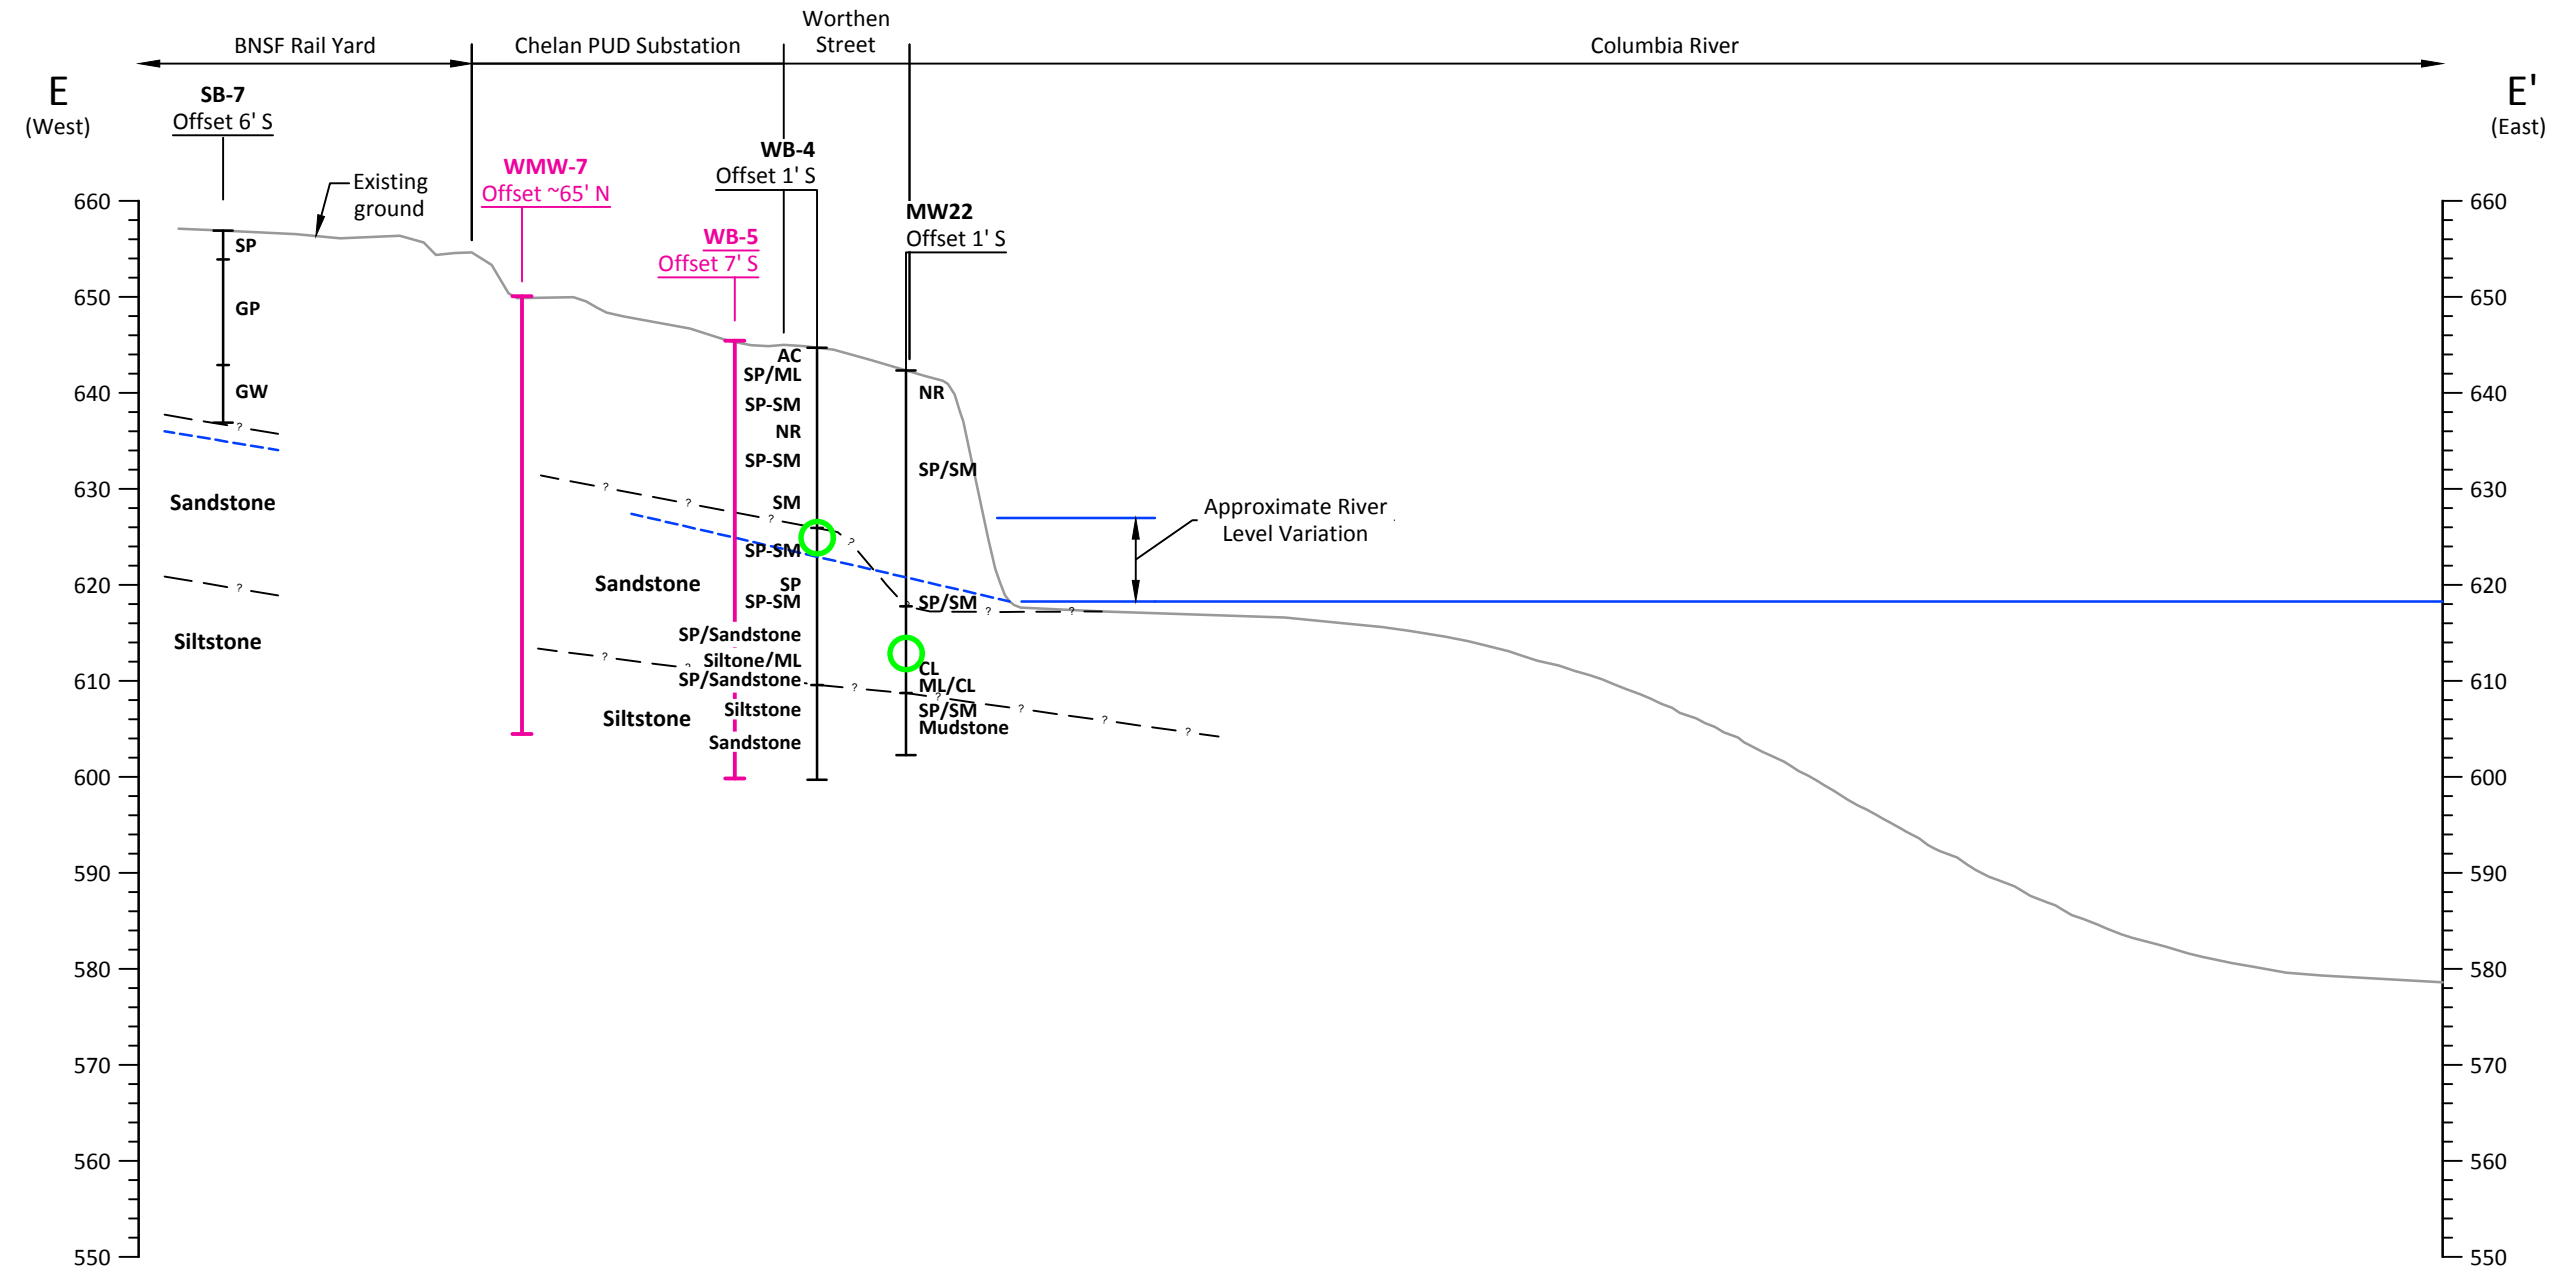 BNSF Rail Yard
Chelan PUD Substation
Worthen
Street
Columbia River
E
(West)
E'
(East)
SB-7
Offset 6' S
WMW-7
Offset ~65' N
WB-5
Offset 7' S
WB-4
Offset 1' S
MW22
Offset 1' S
Existing
ground
660
650
640
630
620
610
600
590
580
570
560
550
SP
GP
GW
?
Sandstone
?
Siltstone
AC
SP/ML
SP-SM
NR
SP-SM
SM
SP-SM
SP
SP-SM
SP/Sandstone
Siltone/ML
SP/Sandstone
Siltstone
Sandstone
? ? ? ? ? ? ?
Sandstone
? ? ? ? ? ? ?
Siltstone
NR
SP/SM
SP/SM
CL
ML/CL
SP/SM
Mudstone
Approximate River
Level Variation
660
650
640
630
620
610
600
590
580
570
560
550